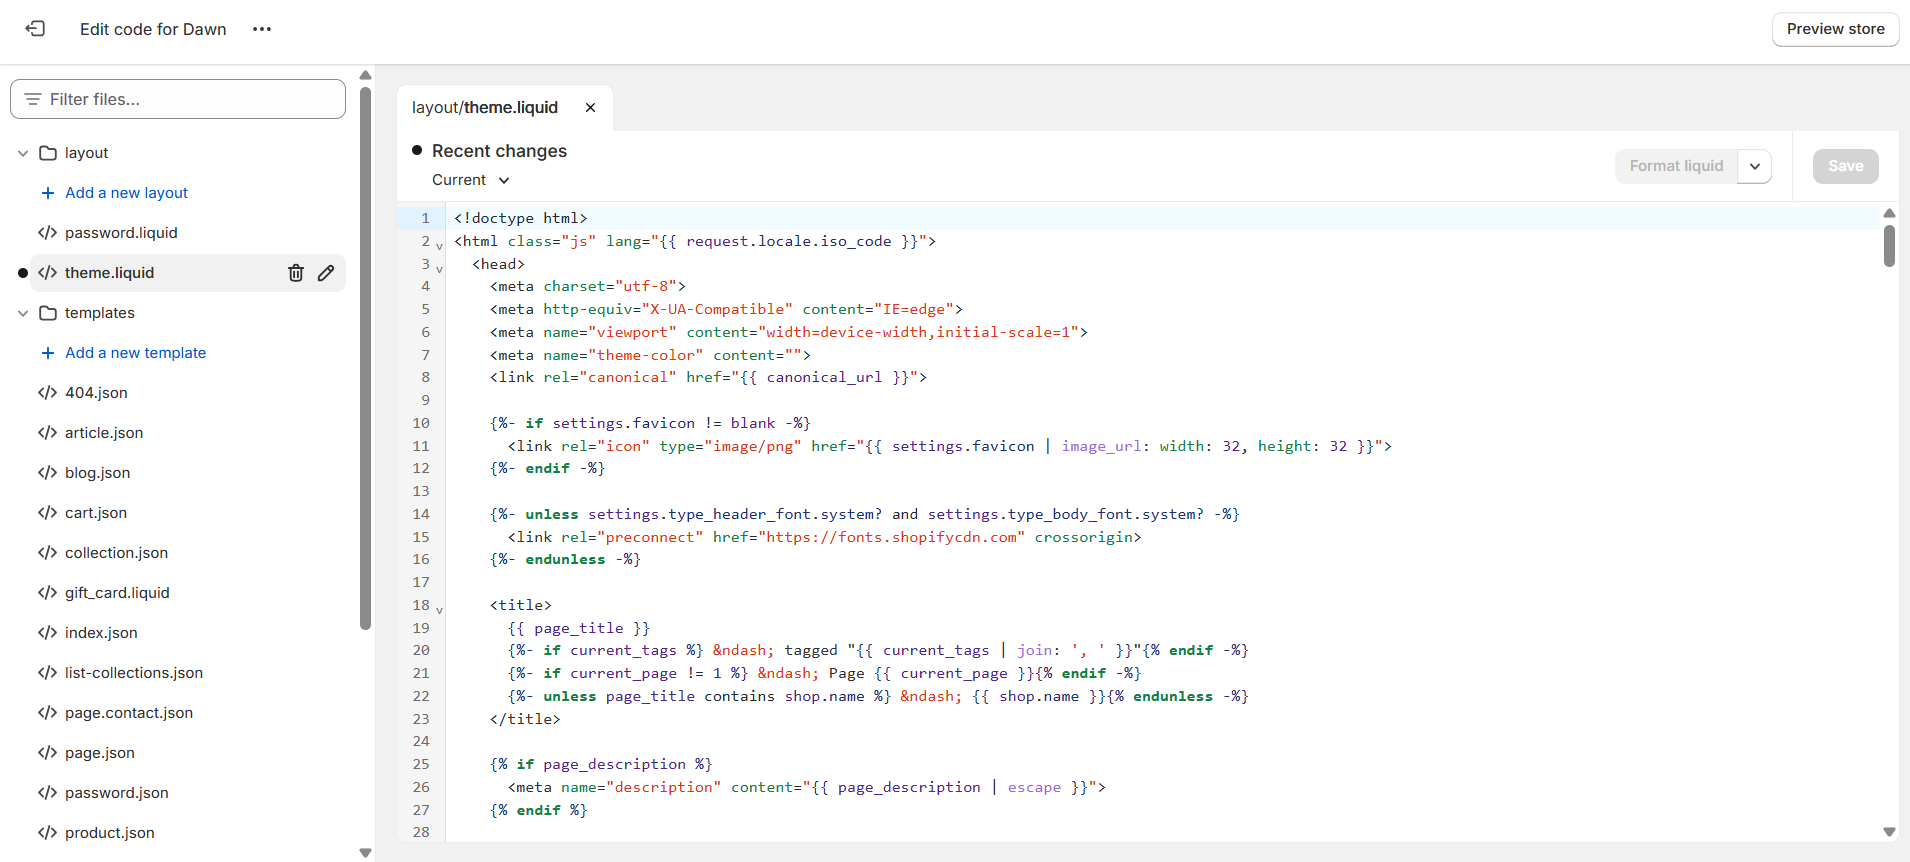 Edit code for Dawn
Preview store
Filter files...
layout
Add a new layout
password.liquid
theme.liquid
templates
Add a new template
404.json
article.json
blog.json
cart.json
collection.json
gift_card.liquid
index.json
list-collections.json
page.contact.json
page.json
password.json
product.json
layout/theme.liquid
Recent changes
Current
Format liquid
Save
1 <!doctype html>
2 <html class="js" lang="{{ request.locale.iso_code }}">
3 <head>
4 <meta charset="utf-8">
5 <meta http-equiv="X-UA-Compatible" content="IE=edge">
6 <meta name="viewport" content="width=device-width,initial-scale=1">
7 <meta name="theme-color" content="">
8 <link rel="canonical" href="{{ canonical_url }}">
9
10 {%- if settings.favicon != blank -%}
11 <link rel="icon" type="image/png" href="{{ settings.favicon | image_url: width: 32, height: 32 }}">
12 {%- endif -%}
13
14 {%- unless settings.type_header_font.system? and settings.type_body_font.system? -%}
15 <link rel="preconnect" href="https://fonts.shopifycdn.com" crossorigin>
16 {%- endunless -%}
17
18 <title>
19 {{ page_title }}
20 {%- if current_tags %} &ndash; tagged "{{ current_tags | join: ', ' }}"{% endif -%}
21 {%- if current_page != 1 %} &ndash; Page {{ current_page }}{% endif -%}
22 {%- unless page_title contains shop.name %} &ndash; {{ shop.name }}{% endunless -%}
23 </title>
24
25 {% if page_description %}
26 <meta name="description" content="{{ page_description | escape }}">
27 {% endif %}
28